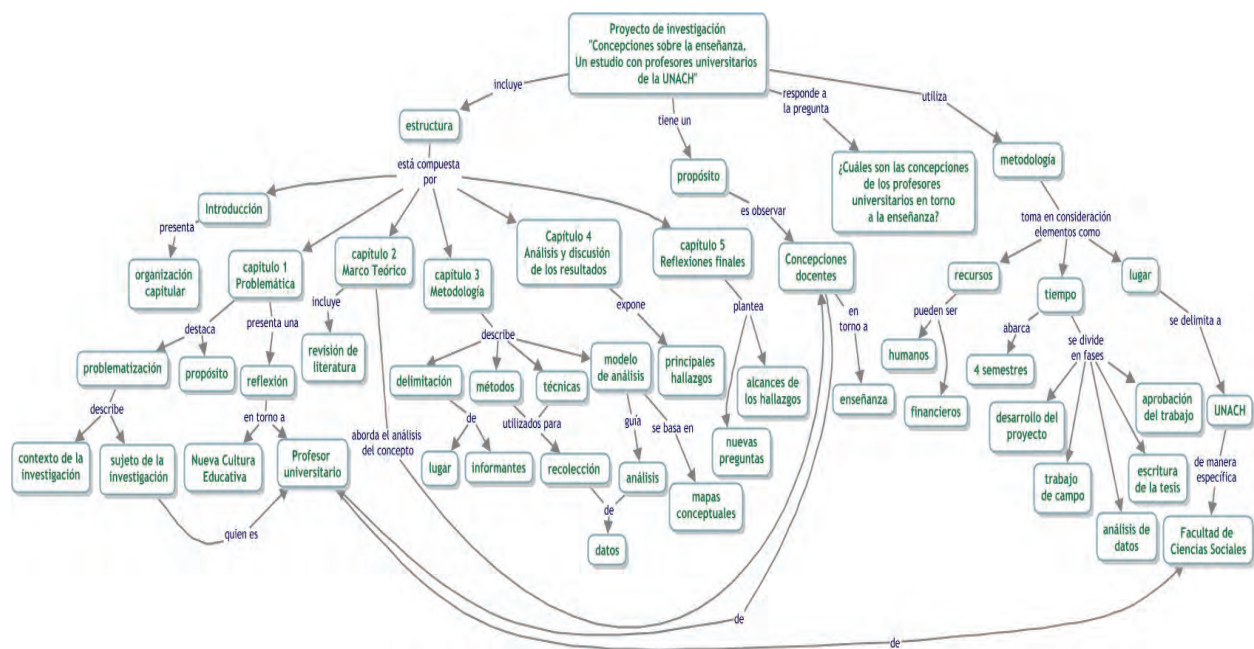 Proyecto de investigación
"Concepciones sobre la enseñanza.
Un estudio con profesores universitarios
de la UNACH"
incluye
tiene un
responde a
la pregunta
utiliza
estructura
propósito
¿Cuáles son las concepciones
de los profesores
universitarios en torno
a la enseñanza?
metodología
está compuesta
por
es observar
toma en consideración
elementos como
Introducción
presenta
organización
capitular
capítulo 1
Problemática
capítulo 2
Marco Teórico
capítulo 3
Metodología
Capítulo 4
Análisis y discusión
de los resultados
capítulo 5
Reflexiones finales
Concepciones
docentes
recursos
tiempo
lugar
destaca
presenta una
incluye
describe
expone
plantea
en
torno a
pueden ser
abarca
se divide
en fases
se delimita a
problematización
propósito
reflexión
revisión de
literatura
delimitación
métodos
técnicas
modelo
de análisis
principales
hallazgos
alcances de
los hallazgos
enseñanza
humanos
financieros
4 semestres
desarrollo del
proyecto
aprobación
del trabajo
UNACH
describe
en torno a
aborda el análisis
del concepto
de
utilizados para
guía
se basa en
nuevas
preguntas
de manera
específica
contexto de la
investigación
sujeto de la
investigación
Nueva Cultura
Educativa
Profesor
universitario
lugar
informantes
recolección
análisis
mapas
conceptuales
trabajo
de campo
escritura
de la tesis
análisis de
datos
Facultad de
Ciencias Sociales
quien es
de
datos
de
de